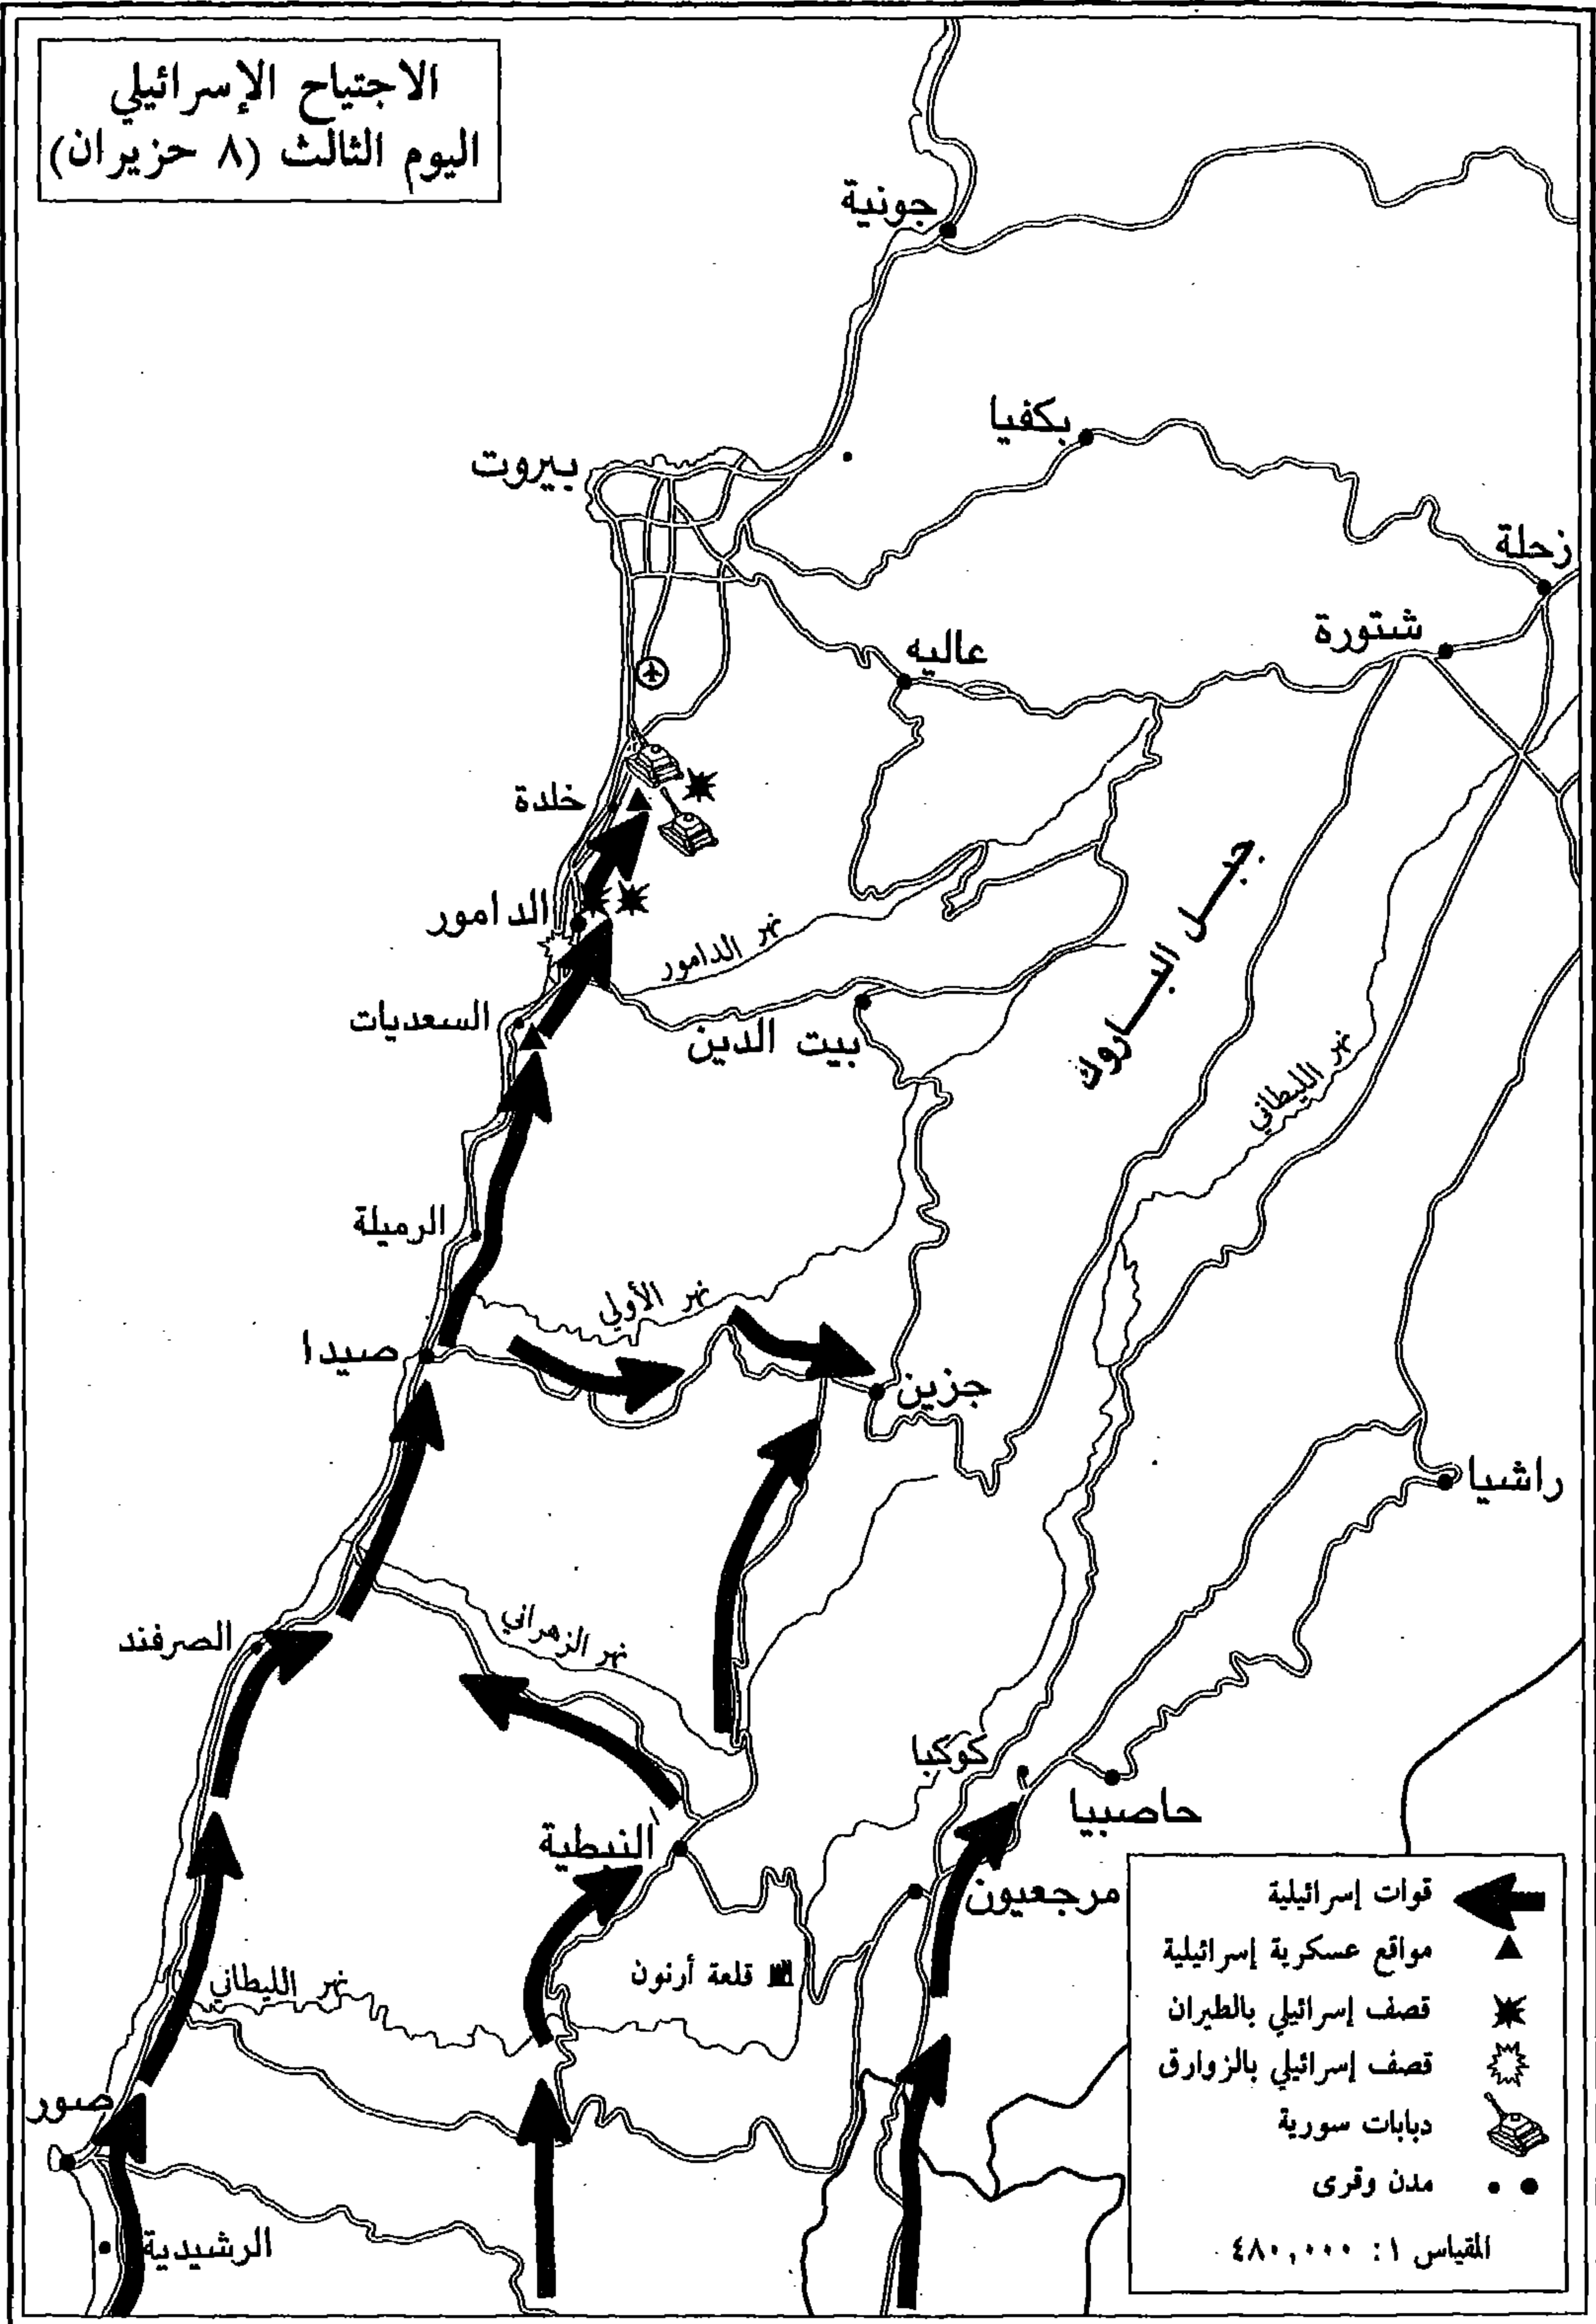 الاجتياح الإسرائيلي
اليوم الثالث (٨ حزيران)
جونية
بكفيا
بيروت
زحلة
شتورة
عاليه
خلدة
الدامور
نهر الدامور
جبل الباروك
السعديات
بيت الدين
نهر الليطاني
الرميلة
نهر الأولي
صيدا
جزين
راشيا
الصرفند
نهر الزهراني
كوكبا
حاصبيا
النبطية
مرجعيون
قلعة أرنون
نهر الليطاني
صور
الرشيدية
قوات إسرائيلية
مواقع عسكرية إسرائيلية
قصف إسرائيلي بالطيران
قصف إسرائيلي بالزوارق
دبابات سورية
مدن وقرى
المقياس ١: ٤٨٠,٠٠٠